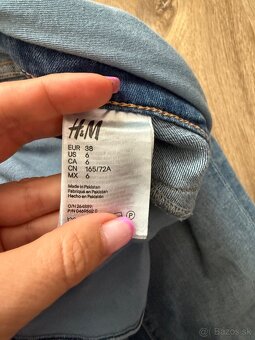 H&M
EUR 38
US 6
CA 6
CN 165/72A
MX 6
Made in Pakistan
Fabriqué en Pakistan
Hecho en Pakistán
P
Bazos.sk